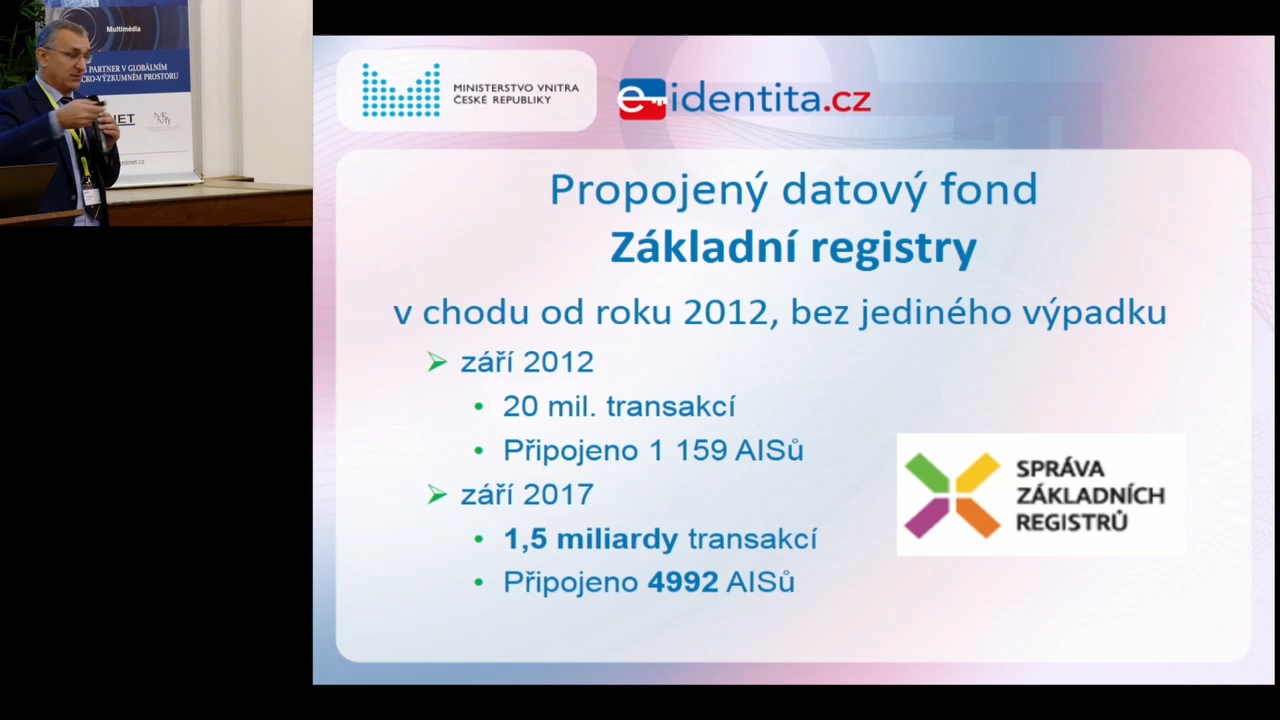 Multimédia
PARTNER V GLOBÁLNÍM
CKO-VÝZKUMNÉM PROSTORU
NET
MINISTERSTVO VNITRA
ČESKÉ REPUBLIKY
e-identita.cz
Propojený datový fond
Základní registry
v chodu od roku 2012, bez jediného výpadku
září 2012
20 mil. transakcí
Připojeno 1 159 AISů
září 2017
1,5 miliardy transakcí
Připojeno 4992 AISů
SPRÁVA
ZÁKLADNÍCH
REGISTRŮ